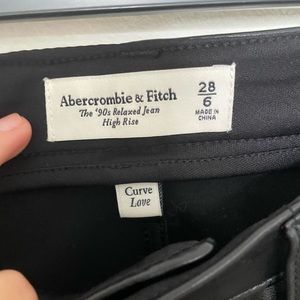 Abercrombie & Fitch
The '90s Relaxed Jean
High Rise
28
6
MADE IN
CHINA
Curve
Love